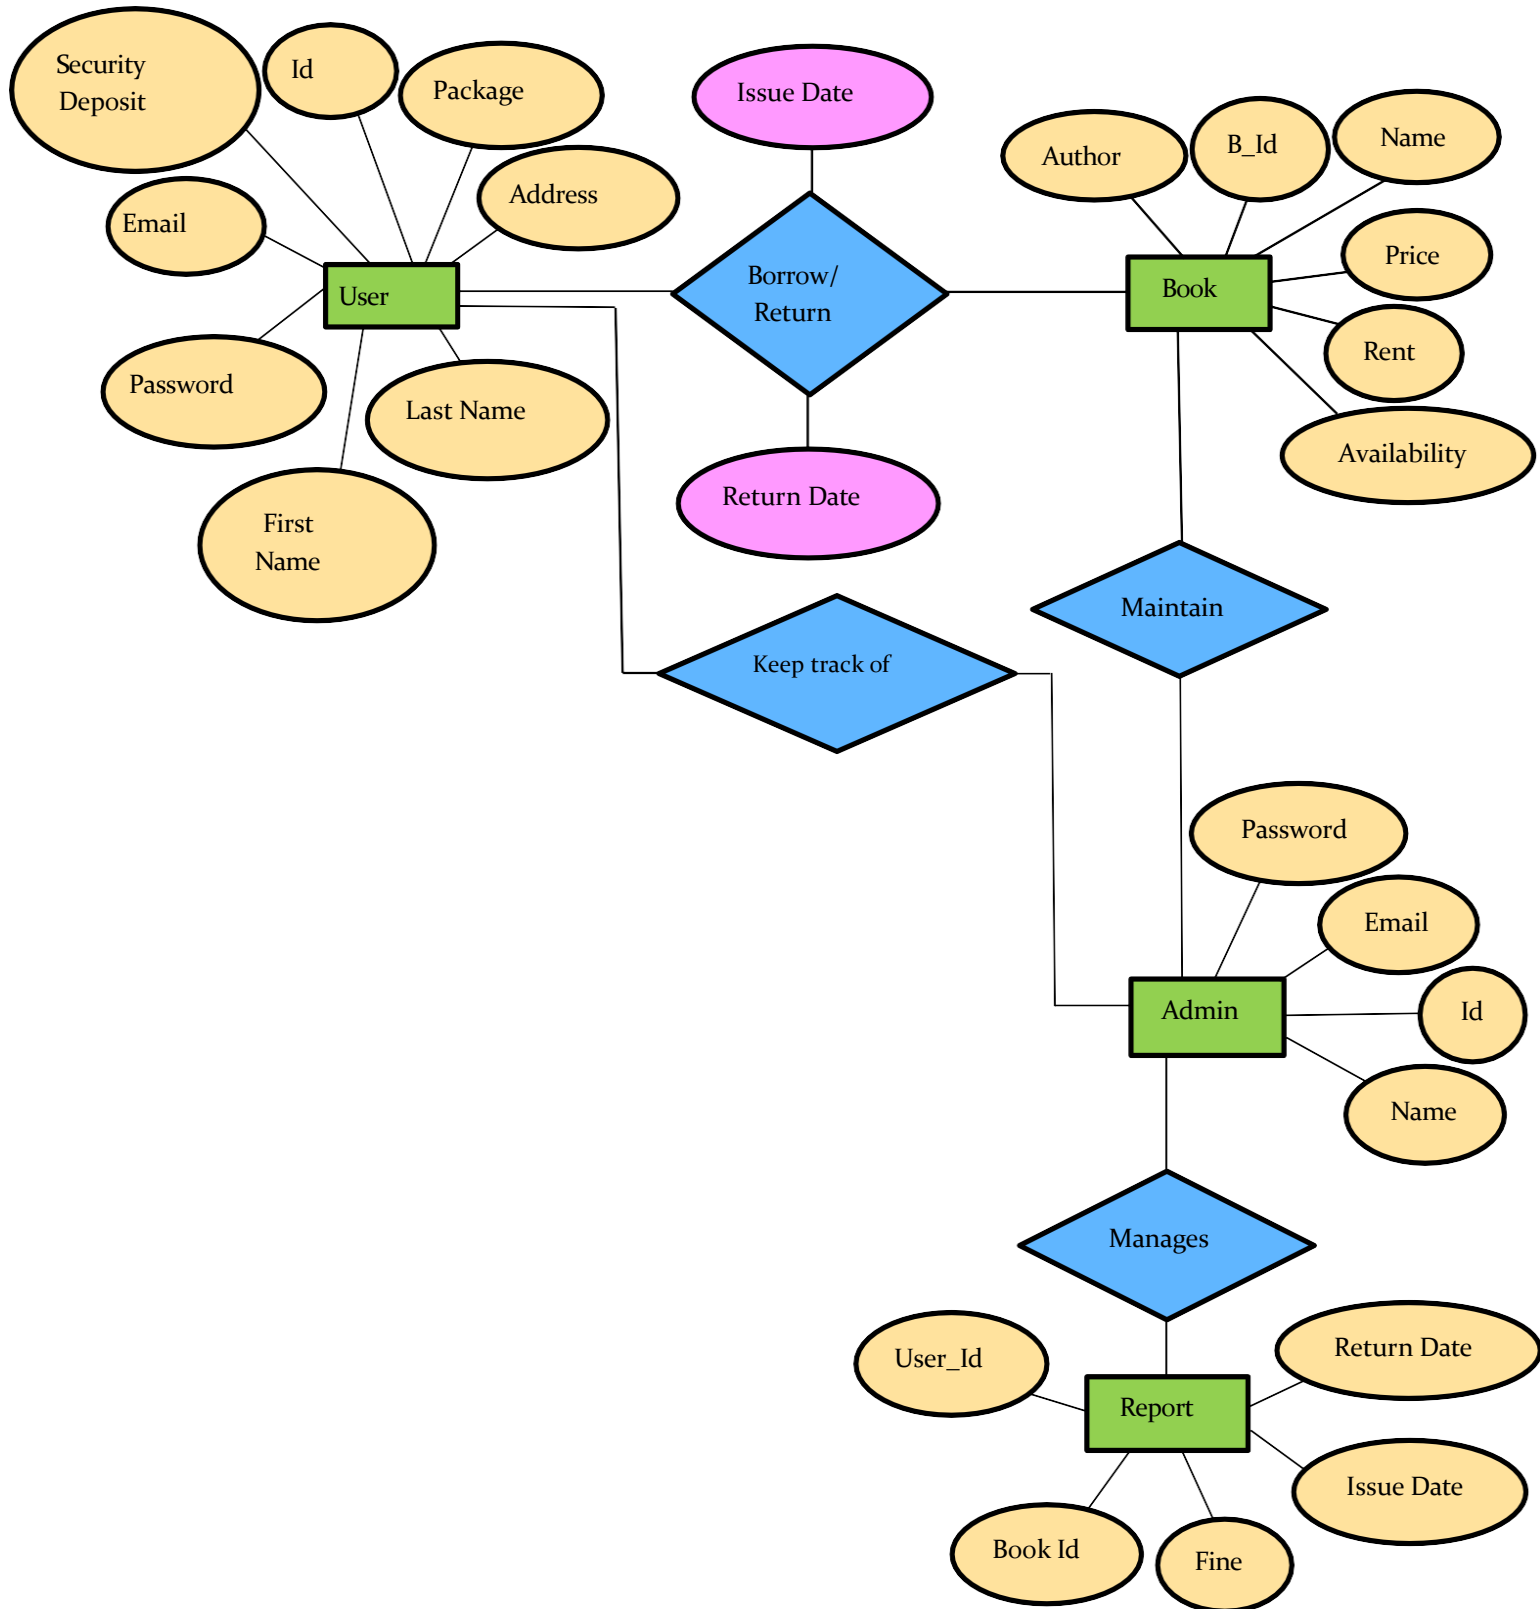 Security
Deposit
Id
Package
Address
Email
User
Password
Last Name
First
Name
Issue Date
Borrow/
Return
Return Date
Author
B_Id
Name
Price
Book
Rent
Availability
Keep track of
Maintain
Password
Email
Admin
Id
Name
Manages
User_Id
Report
Return Date
Issue Date
Book Id
Fine